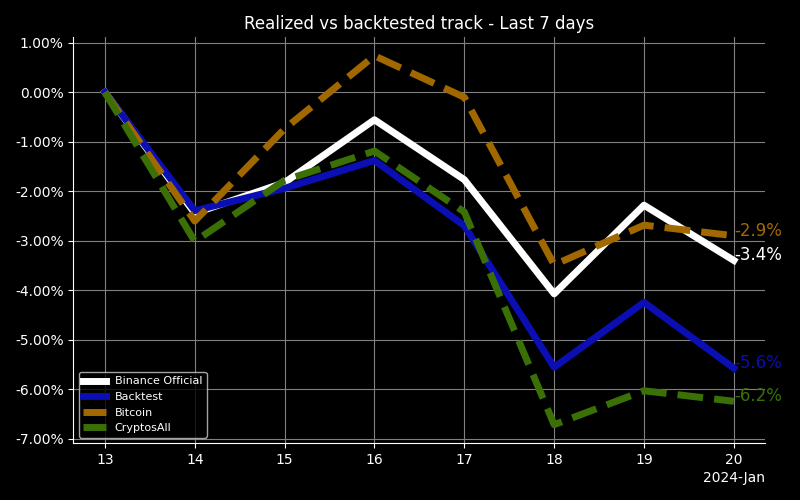 Realized vs backtested track - Last 7 days
1.00%
0.00%
-1.00%
-2.00%
-3.00%
-4.00%
-5.00%
-6.00%
-7.00%
-2.9%
-3.4%
-5.6%
-6.2%
Binance Official
Backtest
Bitcoin
CryptosAll
13 14 15 16 17 18 19 20
2024-Jan